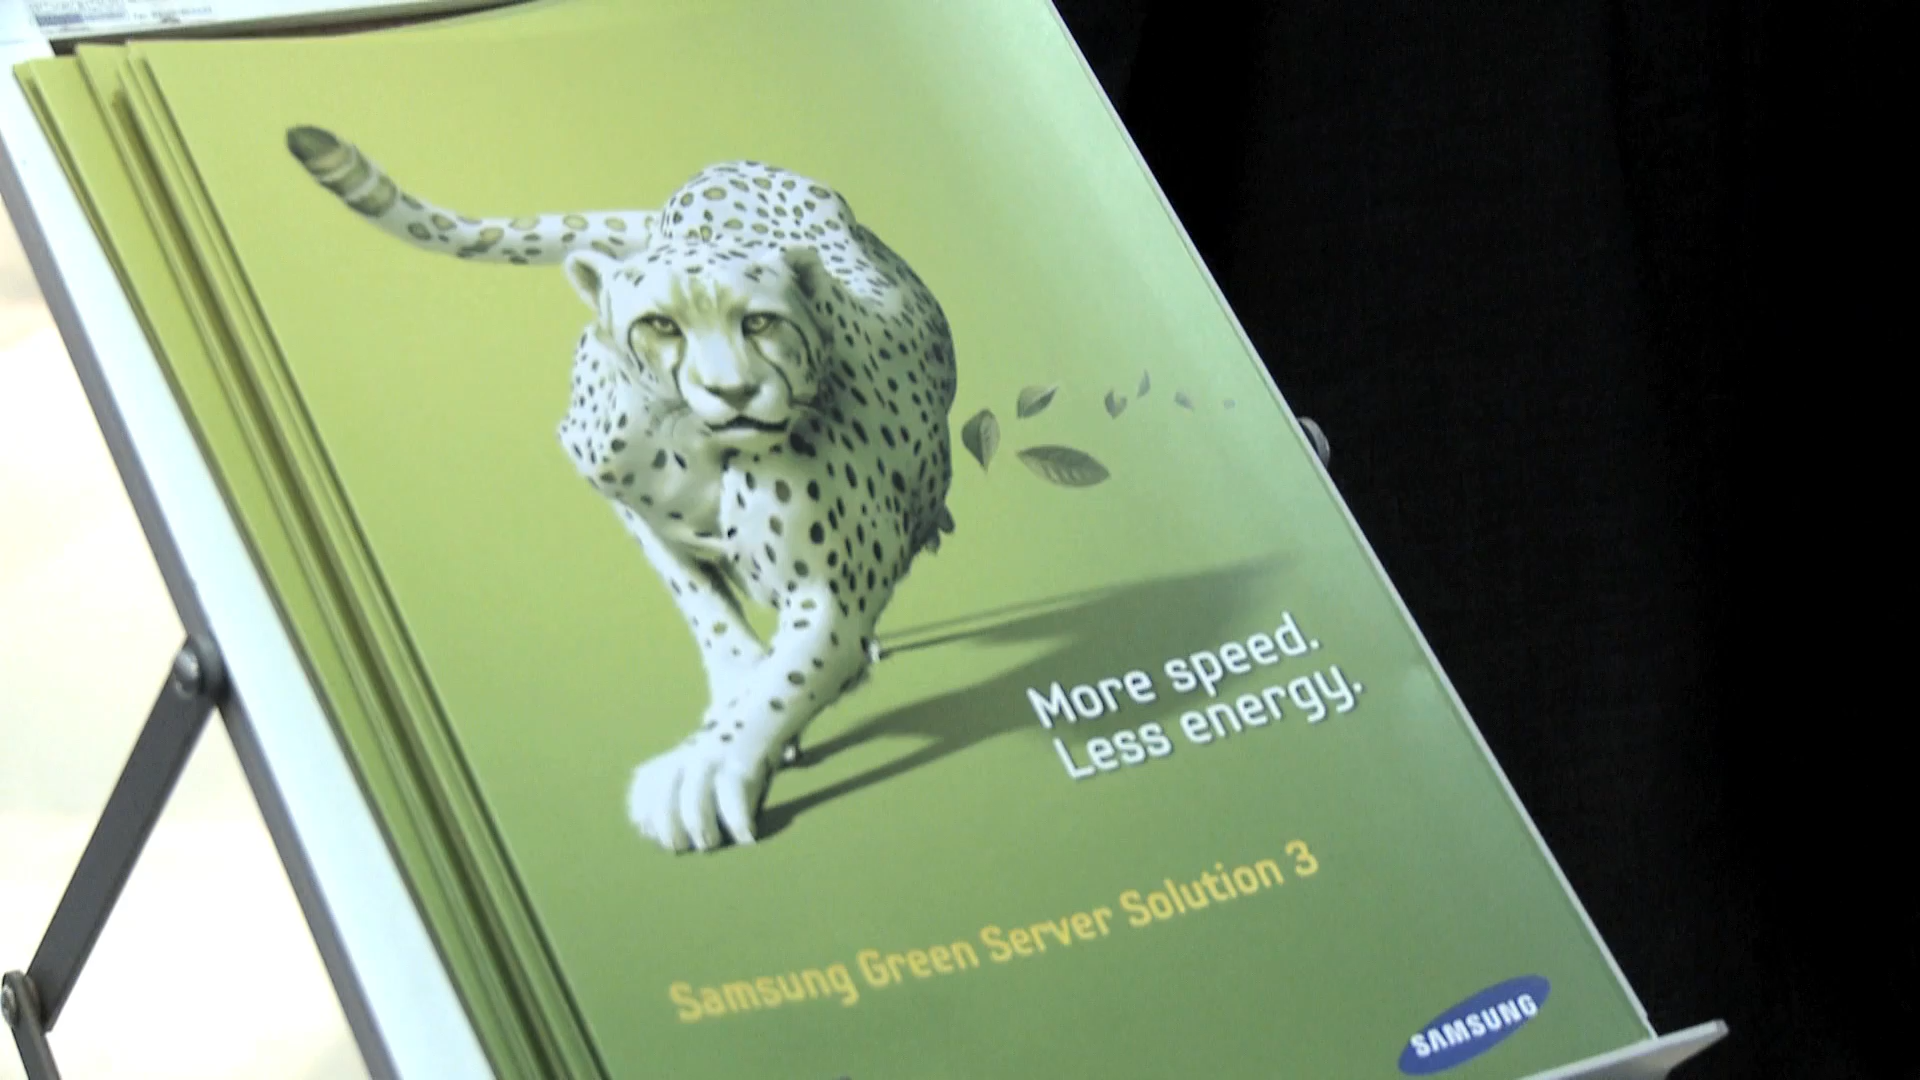 More speed.
Less energy.
Samsung Green Server Solution 3
SAMSUNG